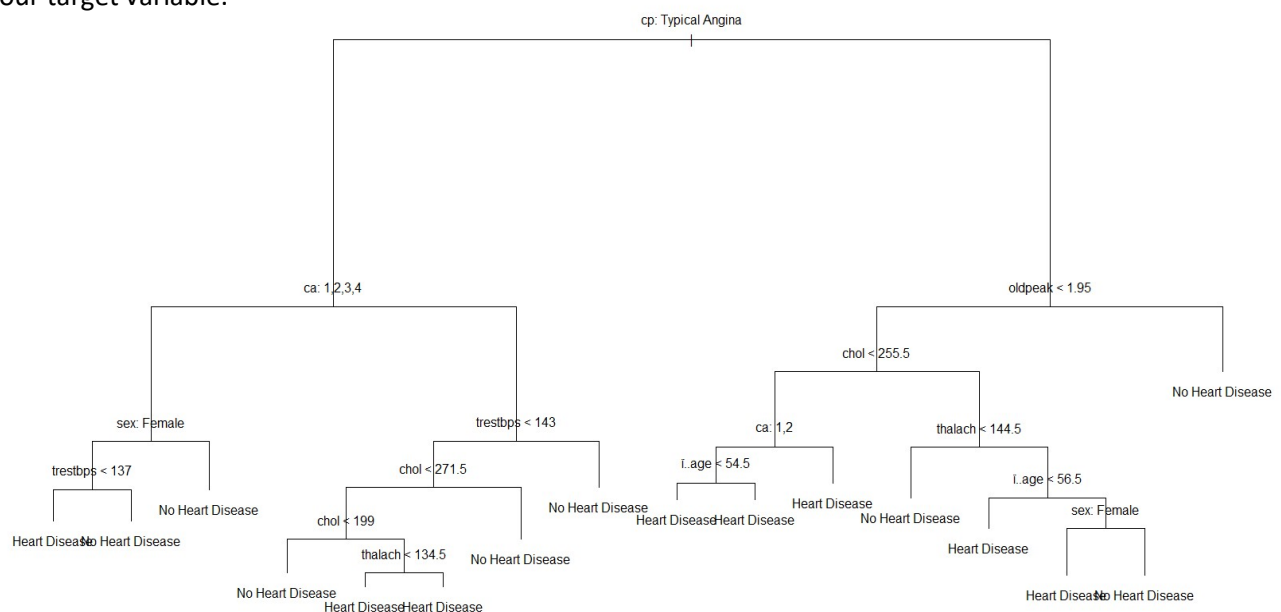 our target variable.
cp: Typical Angina
ca: 1,2,3,4
oldpeak < 1.95
chol < 255.5
No Heart Disease
sex: Female
trestbps < 143
ca: 1,2
thalach < 144.5
trestbps < 137
chol < 271.5
ï..age < 54.5
ï..age < 56.5
No Heart Disease
No Heart Disease
Heart Disease
sex: Female
chol < 199
Heart Disease
Heart Disease
No Heart Disease
Heart Disease
No Heart Disease
thalach < 134.5
No Heart Disease
Heart Disease
No Heart Disease
Heart Disease
No Heart Disease
Heart Disease
Heart Disease